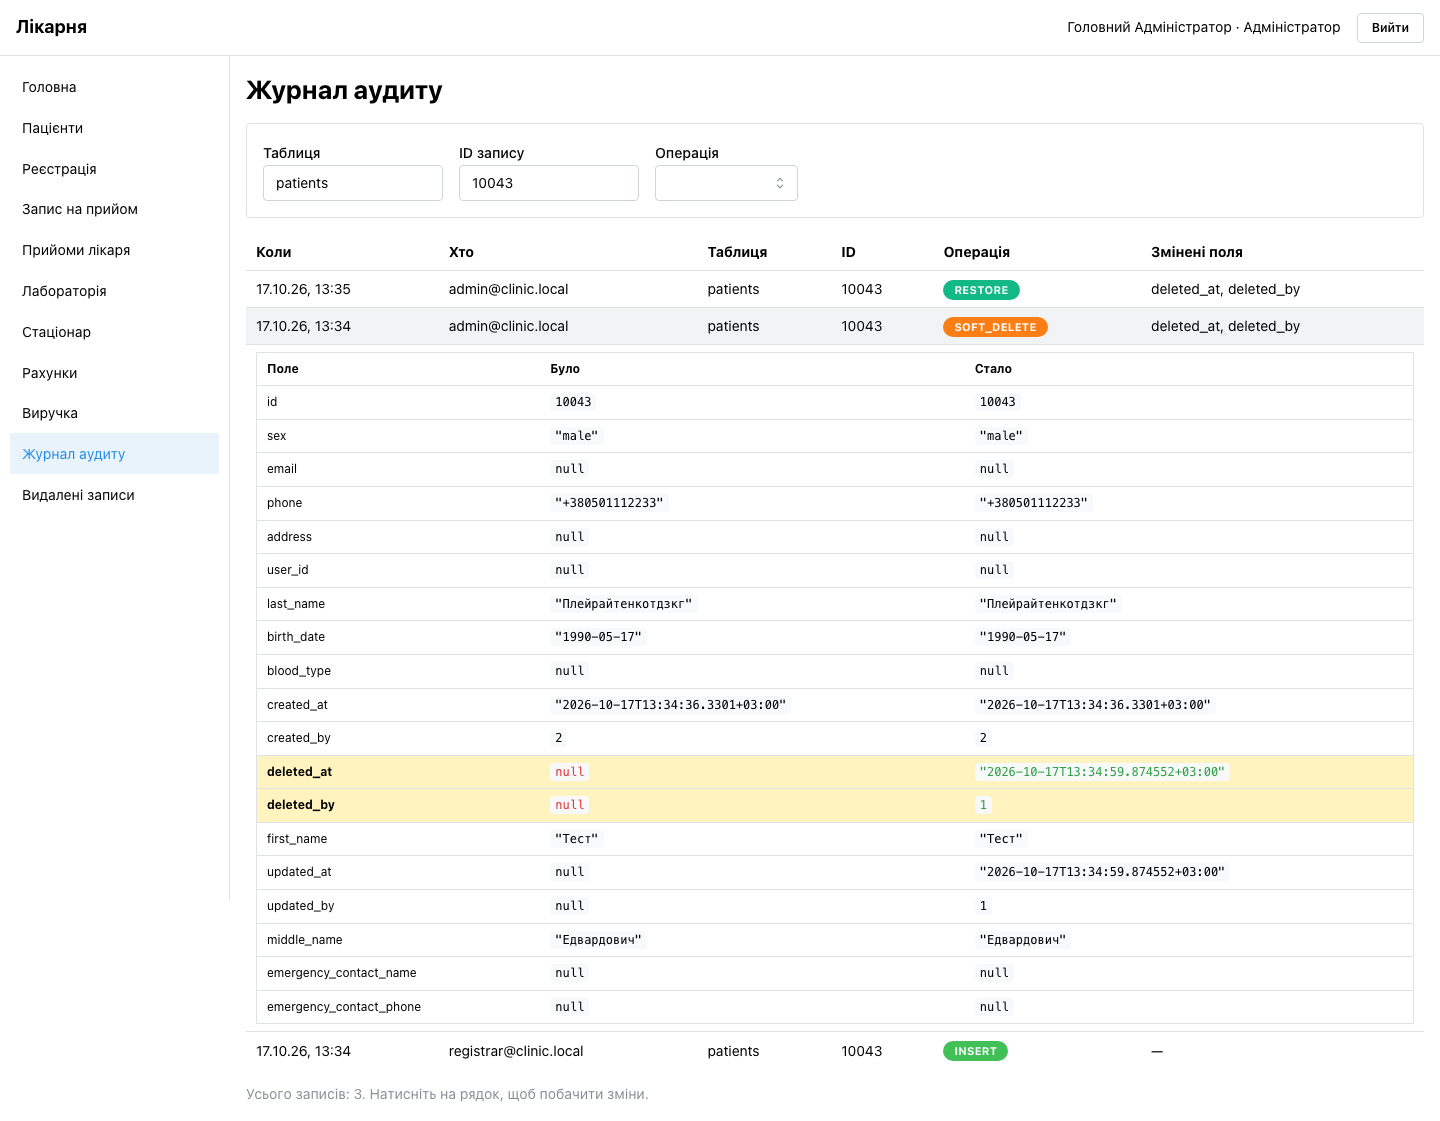 Лікарня
Головний Адміністратор · Адміністратор
Вийти
Головна
Пацієнти
Реєстрація
Запис на прийом
Прийоми лікаря
Лабораторія
Стаціонар
Рахунки
Виручка
Журнал аудиту
Видалені записи
Журнал аудиту
Таблиця ID запису Операція
patients 10043
Коли Хто Таблиця ID Операція Змінені поля
17.10.26, 13:35 admin@clinic.local patients 10043 RESTORE deleted_at, deleted_by
17.10.26, 13:34 admin@clinic.local patients 10043 SOFT_DELETE deleted_at, deleted_by
Поле Було Стало
id 10043 10043
sex "male" "male"
email null null
phone "+380501112233" "+380501112233"
address null null
user_id null null
last_name "Плейрайтенкотдзкг" "Плейрайтенкотдзкг"
birth_date "1990-05-17" "1990-05-17"
blood_type null null
created_at "2026-10-17T13:34:36.3301+03:00" "2026-10-17T13:34:36.3301+03:00"
created_by 2 2
deleted_at null "2026-10-17T13:34:59.874552+03:00"
deleted_by null 1
first_name "Тест" "Тест"
updated_at null "2026-10-17T13:34:59.874552+03:00"
updated_by null 1
middle_name "Едвардович" "Едвардович"
emergency_contact_name null null
emergency_contact_phone null null
17.10.26, 13:34 registrar@clinic.local patients 10043 INSERT —
Усього записів: 3. Натисніть на рядок, щоб побачити зміни.